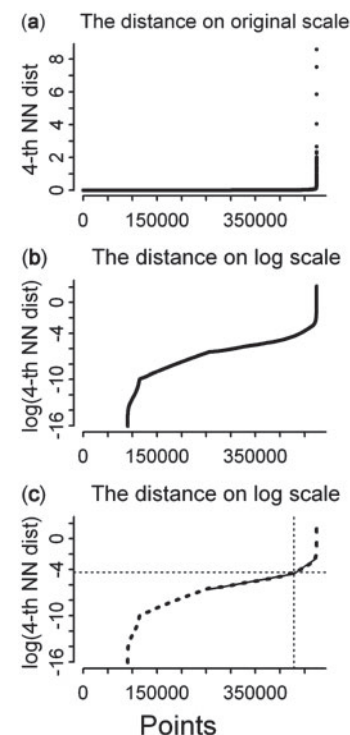 (a) The distance on original scale
4-th NN dist
8
6
4
2
0
0 150000 350000
(b) The distance on log scale
log(4-th NN dist)
0
-4
-10
-16
0 150000 350000
(c) The distance on log scale
log(4-th NN dist)
0
-4
-10
-16
0 150000 350000
Points